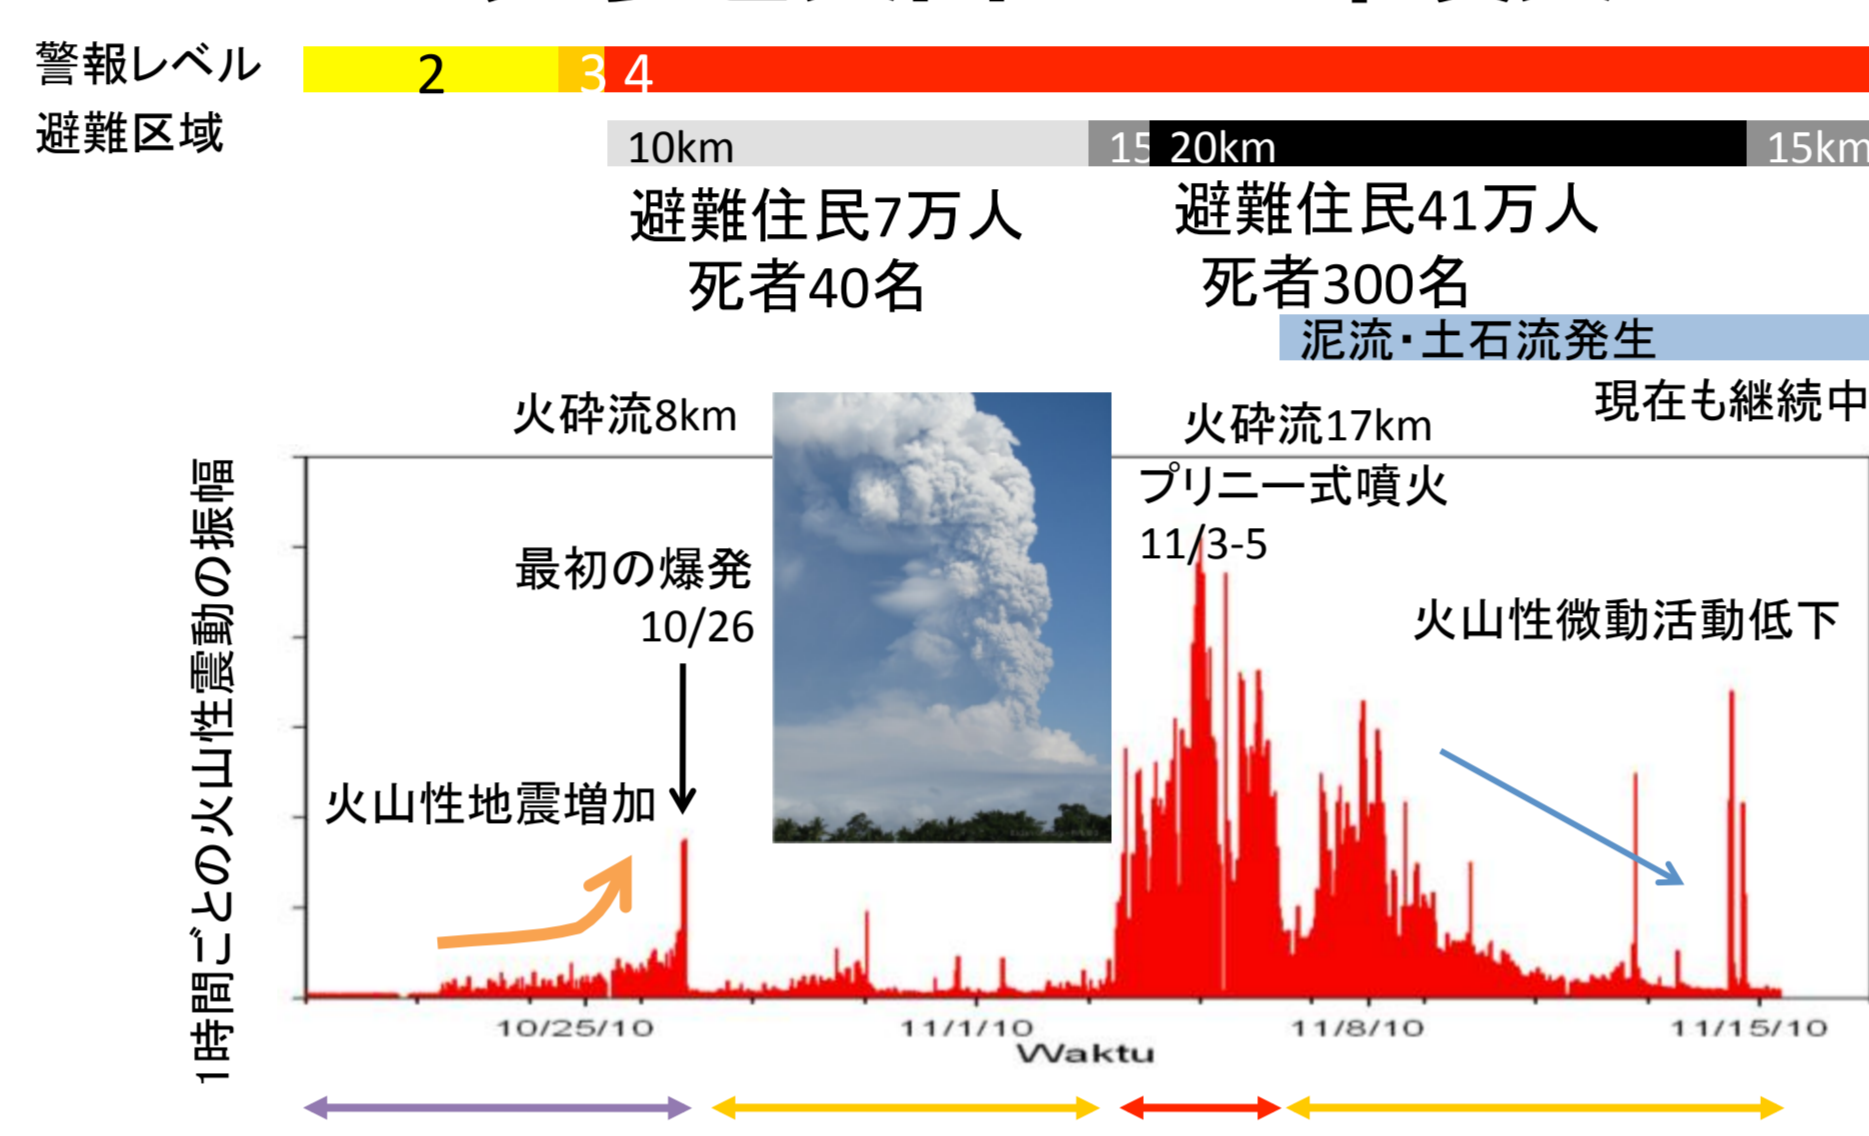 警報レベル
2
3
4
避難区域
10km
15
20km
15km
避難住民7万人
死者40名
避難住民41万人
死者300名
泥流・土石流発生
現在も継続中
火砕流8km
火砕流17km
プリニー式噴火
11/3-5
最初の爆発
10/26
火山性微動活動低下
火山性地震増加
1時間ごとの火山性震動の振幅
10/25/10
11/1/10
11/8/10
11/15/10
Waktu